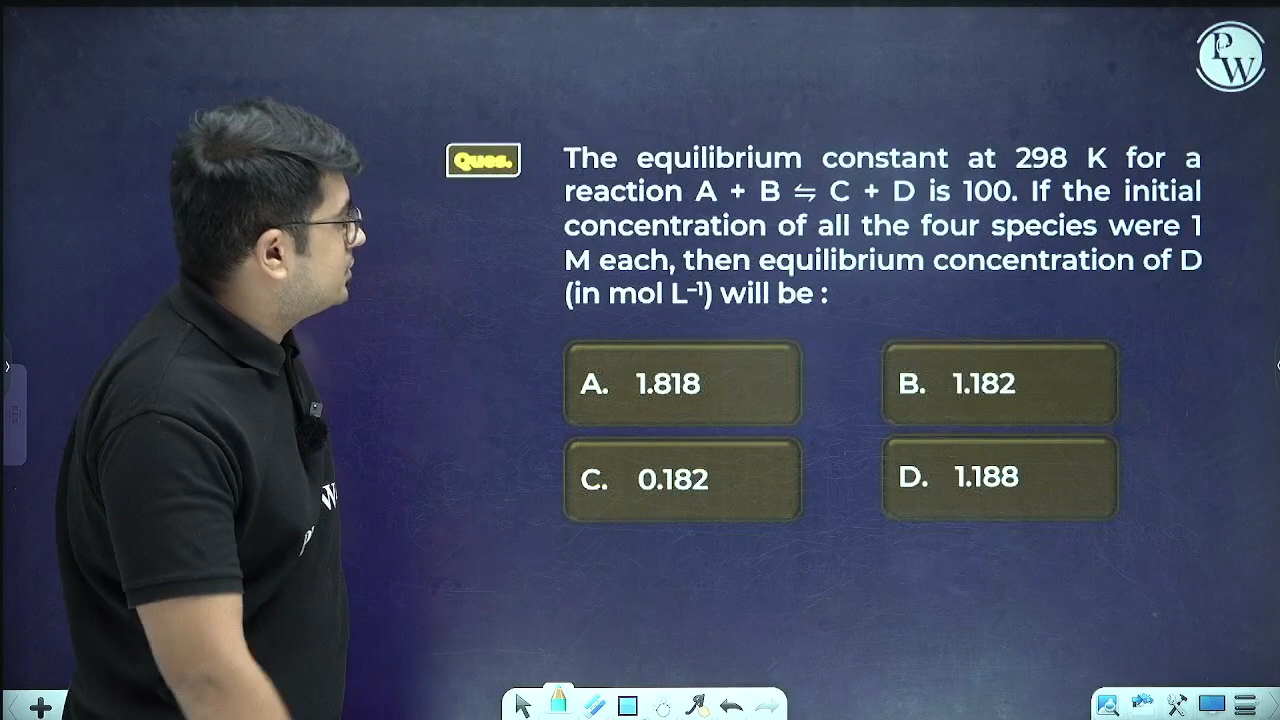 PW
Ques.
The equilibrium constant at 298 K for a
reaction A + B ⇋ C + D is 100. If the initial
concentration of all the four species were 1
M each, then equilibrium concentration of D
(in mol L⁻¹) will be :
A. 1.818
B. 1.182
C. 0.182
D. 1.188